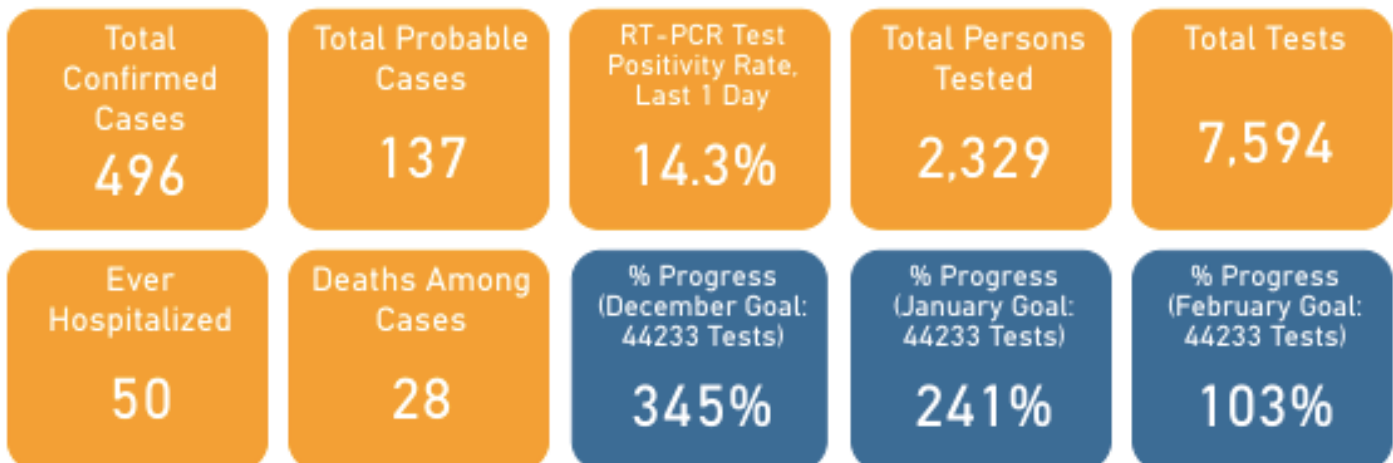 Total
Confirmed
Cases
496
Total Probable
Cases
137
RT-PCR Test
Positivity Rate,
Last 1 Day
14.3%
Total Persons
Tested
2,329
Total Tests
7,594
Ever
Hospitalized
50
Deaths Among
Cases
28
% Progress
(December Goal:
44233 Tests)
345%
% Progress
(January Goal:
44233 Tests)
241%
% Progress
(February Goal:
44233 Tests)
103%